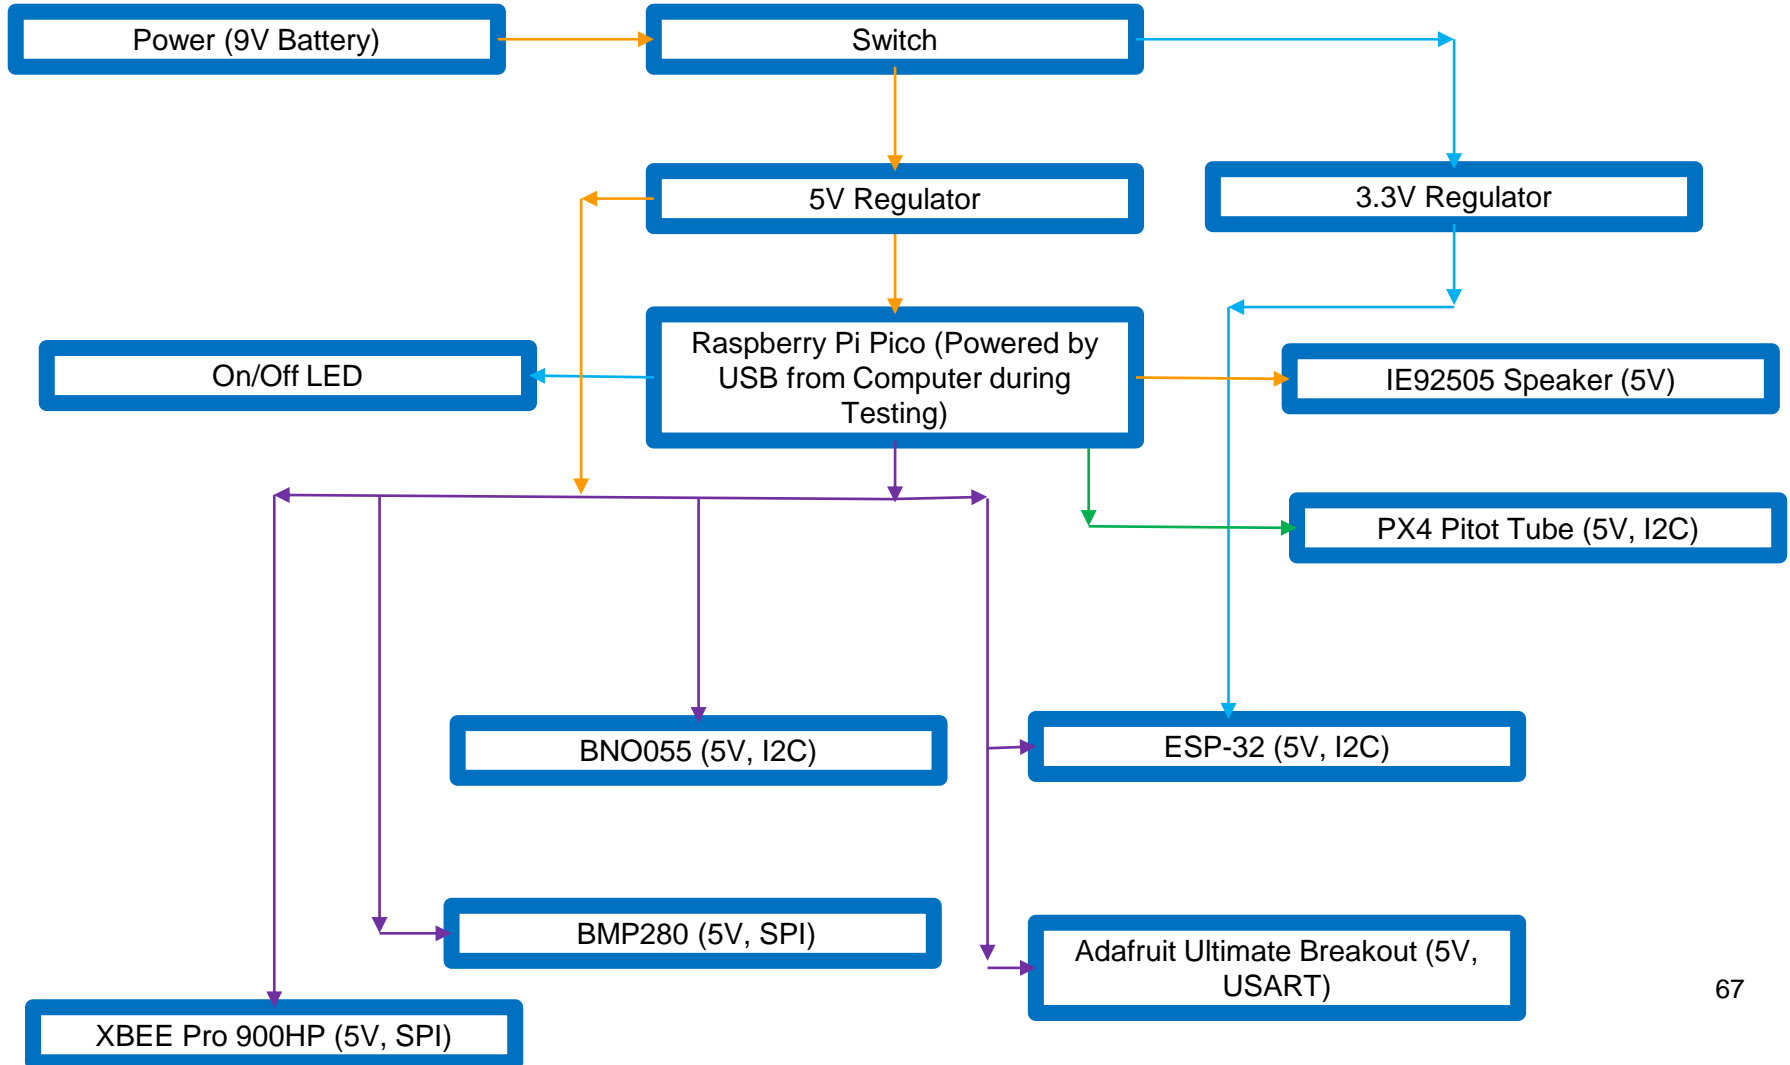 Power (9V Battery)
Switch
5V Regulator
3.3V Regulator
Raspberry Pi Pico (Powered by
USB from Computer during
Testing)
On/Off LED
IE92505 Speaker (5V)
PX4 Pitot Tube (5V, I2C)
BNO055 (5V, I2C)
ESP-32 (5V, I2C)
BMP280 (5V, SPI)
Adafruit Ultimate Breakout (5V,
USART)
67
XBEE Pro 900HP (5V, SPI)